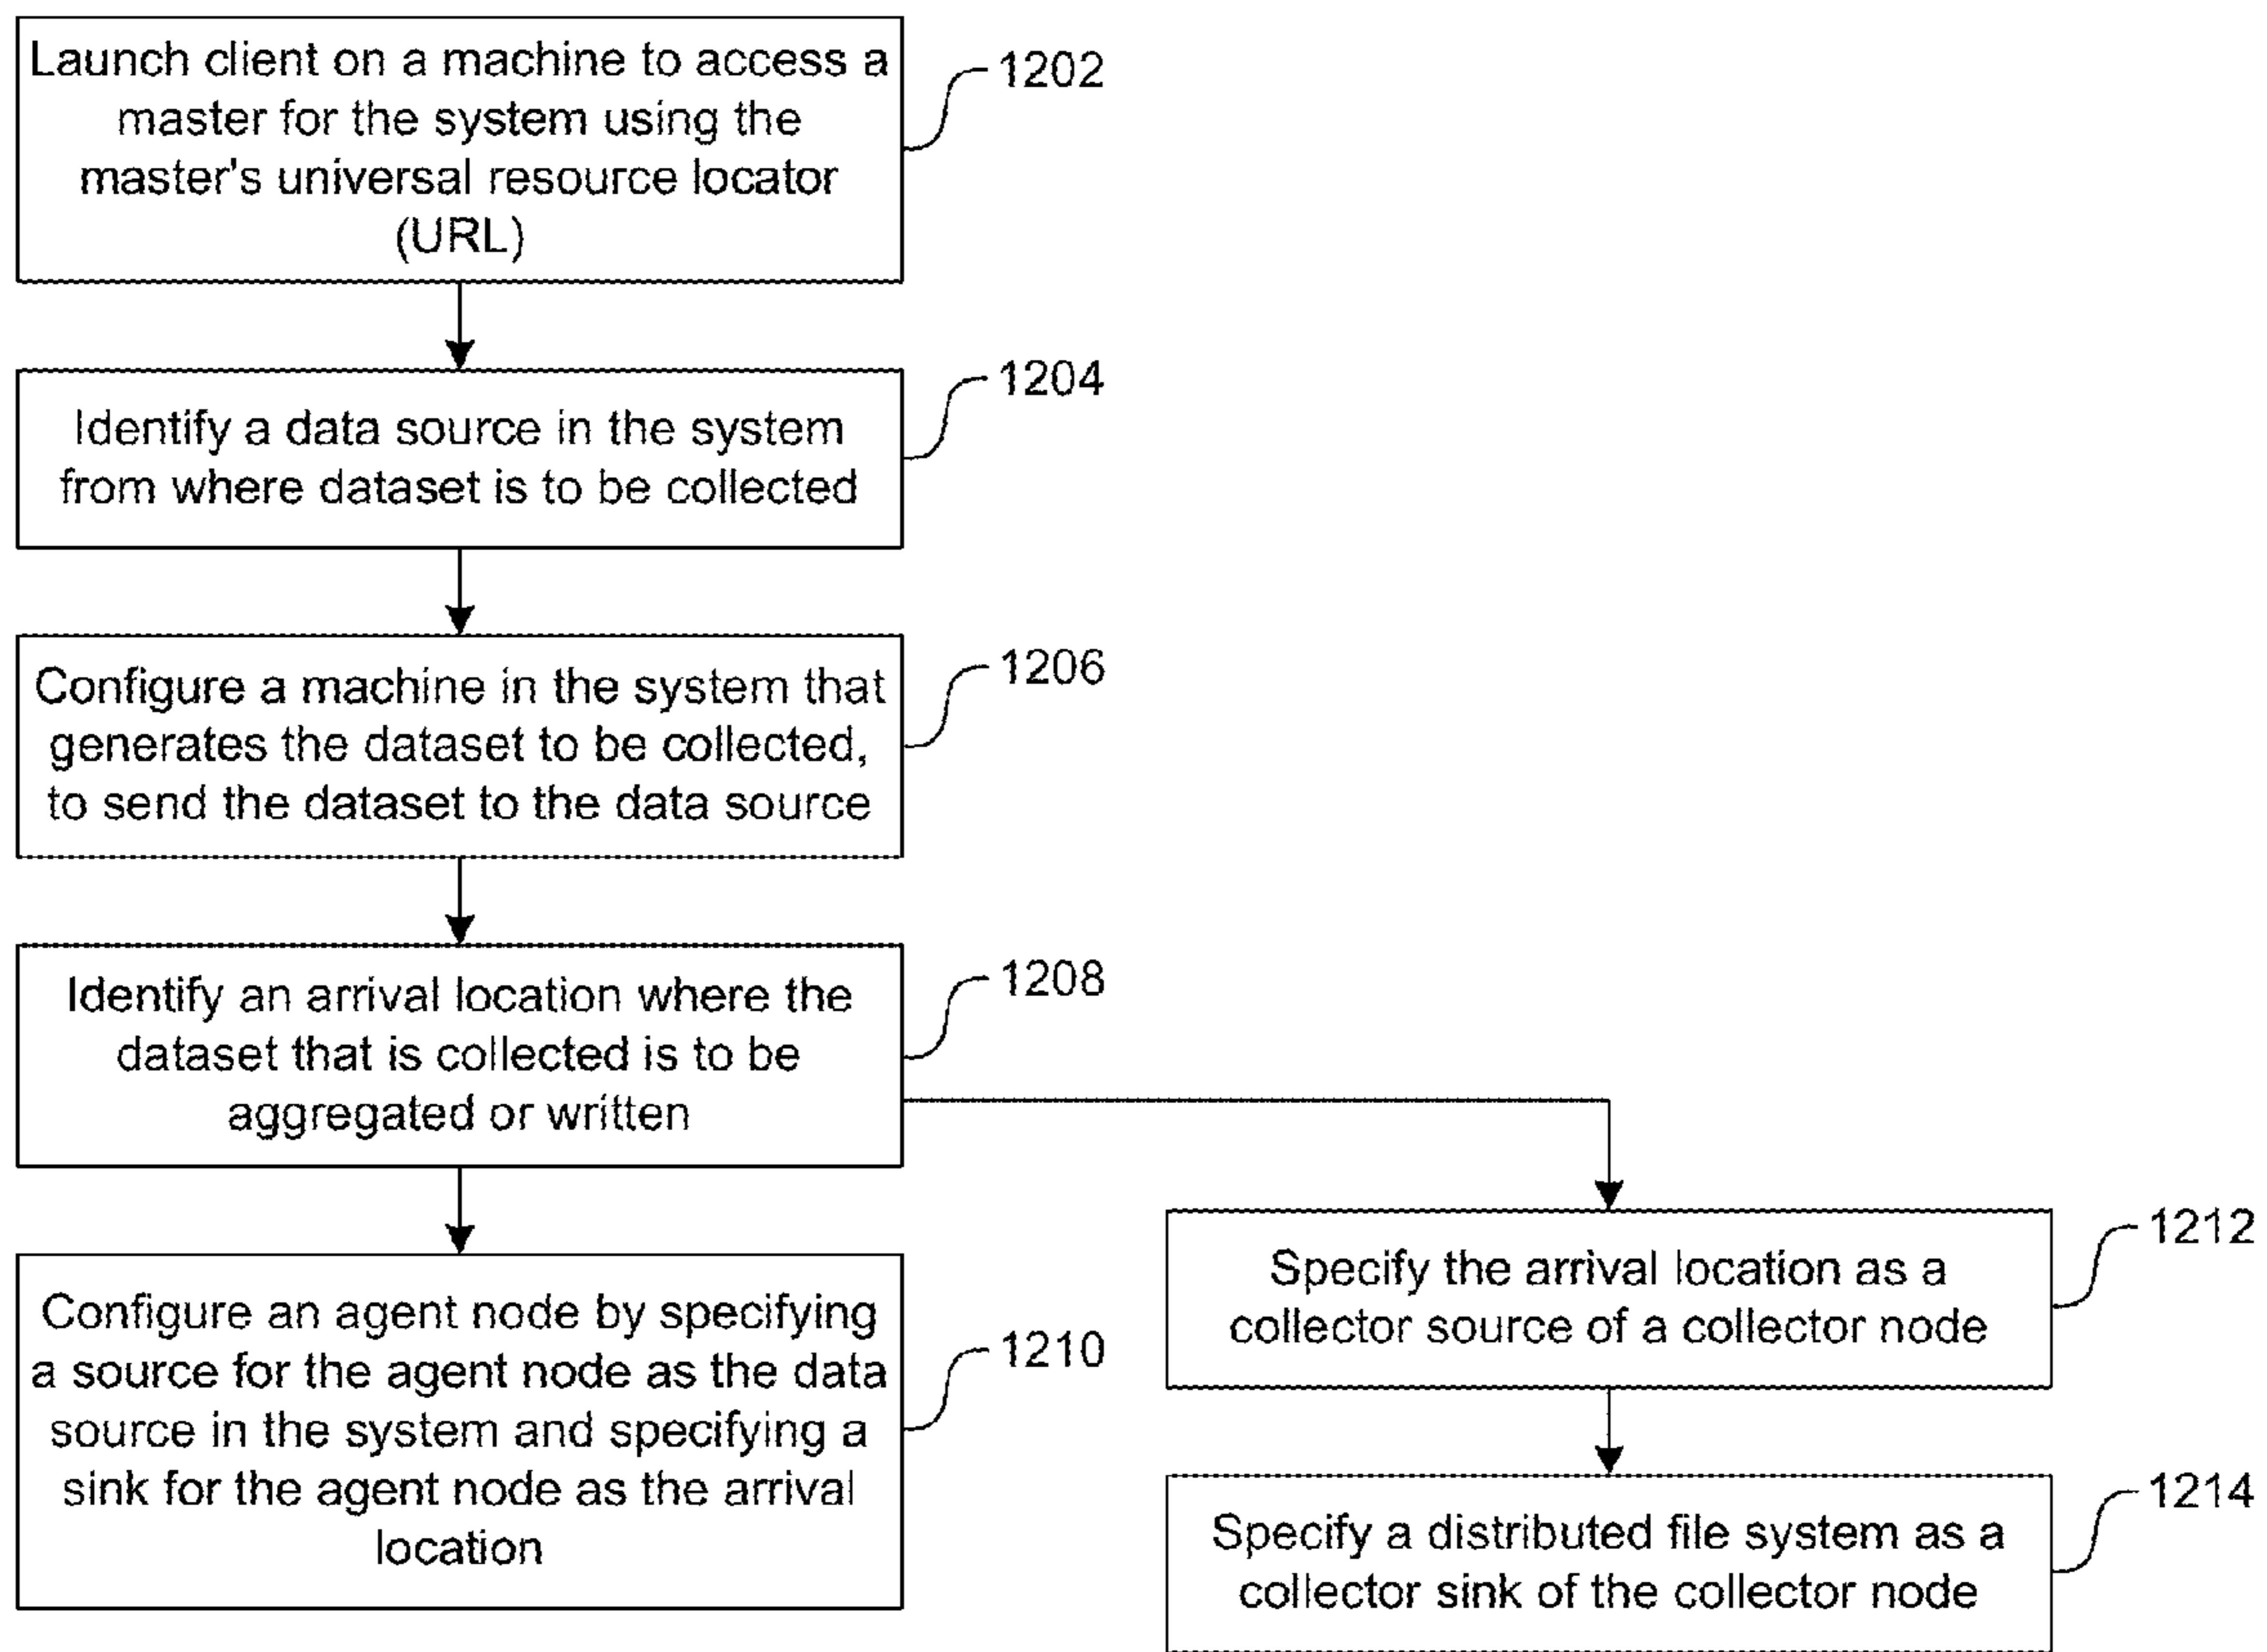 Launch client on a machine to access a
master for the system using the
master's universal resource locator
(URL)
1202
Identify a data source in the system
from where dataset is to be collected
1204
Configure a machine in the system that
generates the dataset to be collected,
to send the dataset to the data source
1206
Identify an arrival location where the
dataset that is collected is to be
aggregated or written
1208
Configure an agent node by specifying
a source for the agent node as the data
source in the system and specifying a
sink for the agent node as the arrival
location
1210
Specify the arrival location as a
collector source of a collector node
1212
Specify a distributed file system as a
collector sink of the collector node
1214